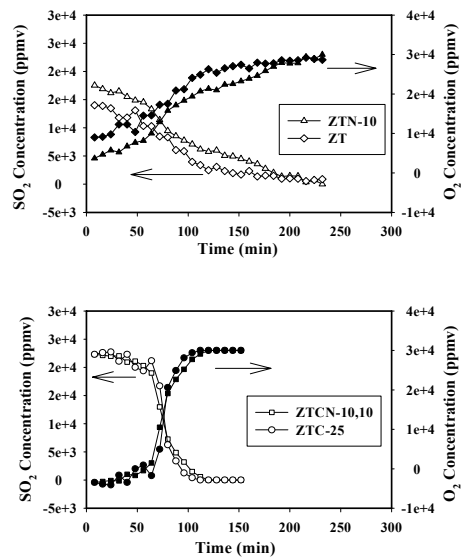 3e+4
3e+4
2e+4
2e+4
1e+4
5e+3
0
-5e+3
SO2 Concentration (ppmv)
4e+4
3e+4
2e+4
1e+4
0
-1e+4
O2 Concentration (ppmv)
ZTN-10
ZT
0 50 100 150 200 250 300
Time (min)
3e+4
3e+4
2e+4
2e+4
1e+4
5e+3
0
-5e+3
SO2 Concentration (ppmv)
4e+4
3e+4
2e+4
1e+4
0
-1e+4
O2 Concentration (ppmv)
ZTCN-10,10
ZTC-25
0 50 100 150 200 250 300
Time (min)